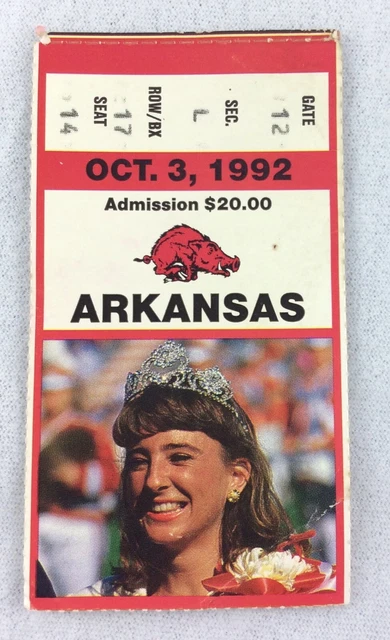 GATE 12
SEC. L
ROW/BX 17
SEAT 14
OCT. 3, 1992
Admission $20.00
ARKANSAS